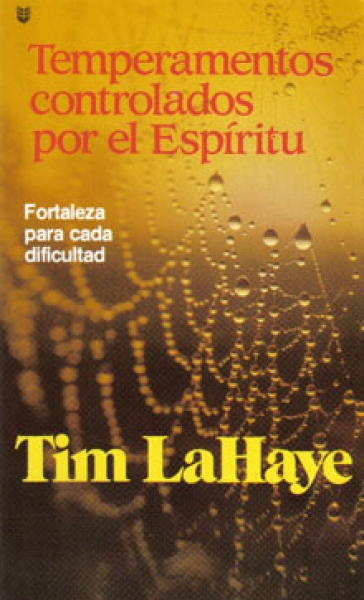 Temperamentos
controlados
por el Espíritu
Fortaleza
para cada
dificultad
Tim LaHaye